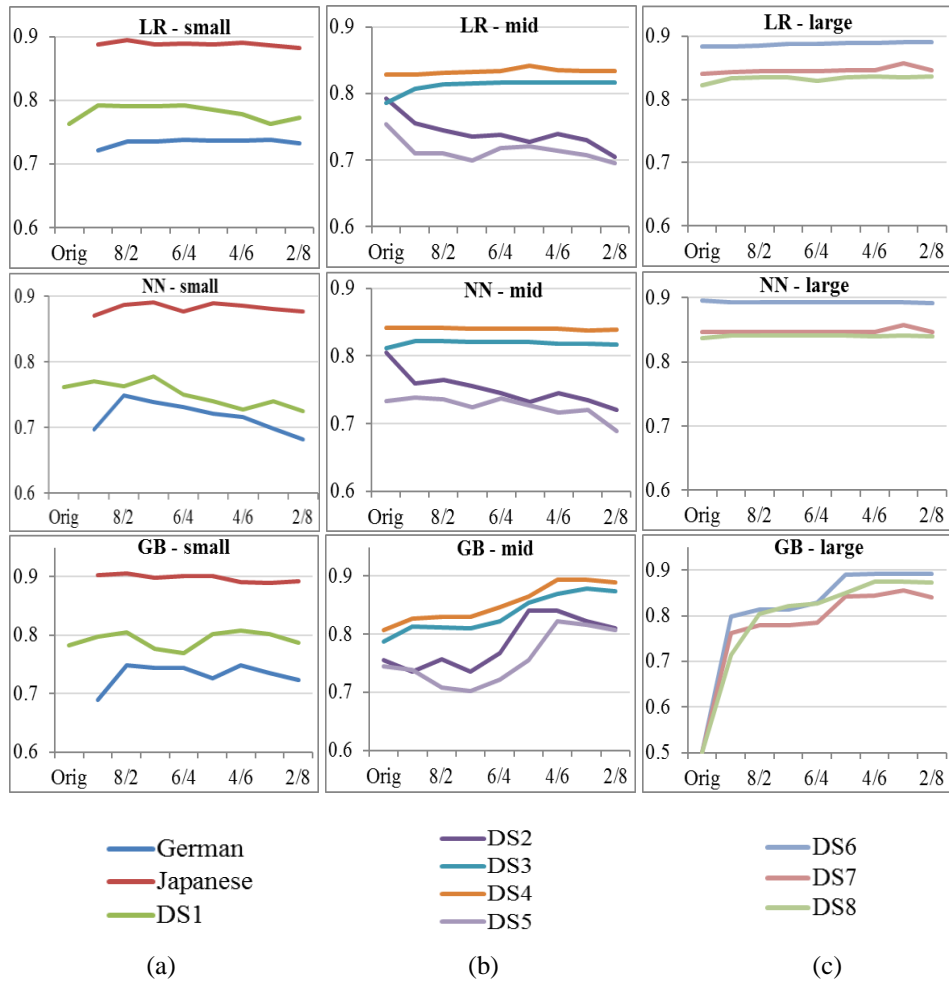 LR - small
0.9
0.8
0.7
0.6
Orig 8/2 6/4 4/6 2/8
LR - mid
0.9
0.8
0.7
0.6
Orig 8/2 6/4 4/6 2/8
LR - large
0.9
0.8
0.7
0.6
Orig 8/2 6/4 4/6 2/8
NN - small
0.9
0.8
0.7
0.6
Orig 8/2 6/4 4/6 2/8
NN - mid
0.9
0.8
0.7
0.6
Orig 8/2 6/4 4/6 2/8
NN - large
0.9
0.8
0.7
0.6
Orig 8/2 6/4 4/6 2/8
GB - small
0.9
0.8
0.7
0.6
Orig 8/2 6/4 4/6 2/8
GB - mid
0.9
0.8
0.7
0.6
Orig 8/2 6/4 4/6 2/8
GB - large
0.9
0.8
0.7
0.6
0.5
Orig 8/2 6/4 4/6 2/8
German
Japanese
DS1
DS2
DS3
DS4
DS5
DS6
DS7
DS8
(a) (b) (c)